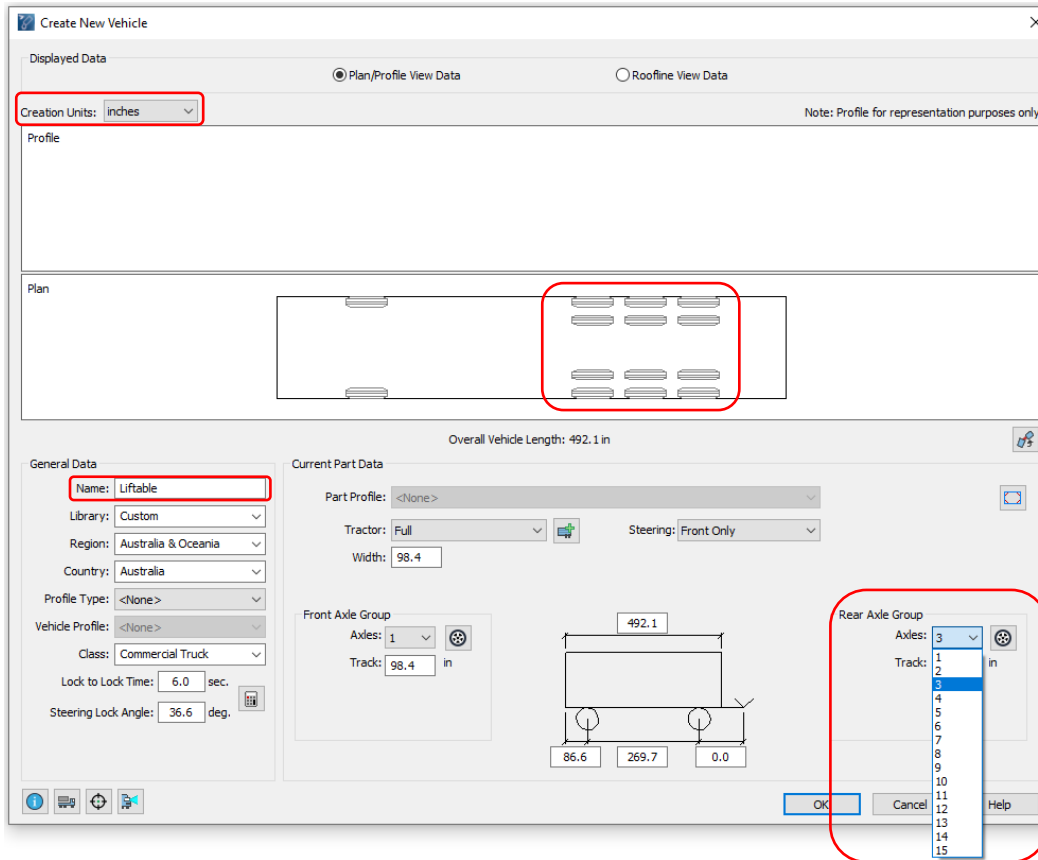 Create New Vehicle
Displayed Data
Plan/Profile View Data Roofline View Data
Creation Units: inches Note: Profile for representation purposes only
Profile
Plan
Overall Vehicle Length: 492.1 in
General Data
Name: Liftable
Library: Custom
Region: Australia & Oceania
Country: Australia
Profile Type: <None>
Vehicle Profile: <None>
Class: Commercial Truck
Lock to Lock Time: 6.0 sec.
Steering Lock Angle: 36.6 deg.
Current Part Data
Part Profile: <None>
Tractor: Full Steering: Front Only
Width: 98.4
Front Axle Group
Axles: 1
Track: 98.4 in
492.1
86.6 269.7 0.0
Rear Axle Group
Axles: 3
Track: in
1
2
3
4
5
6
7
8
9
10
11
12
13
14
15
OK Cancel Help